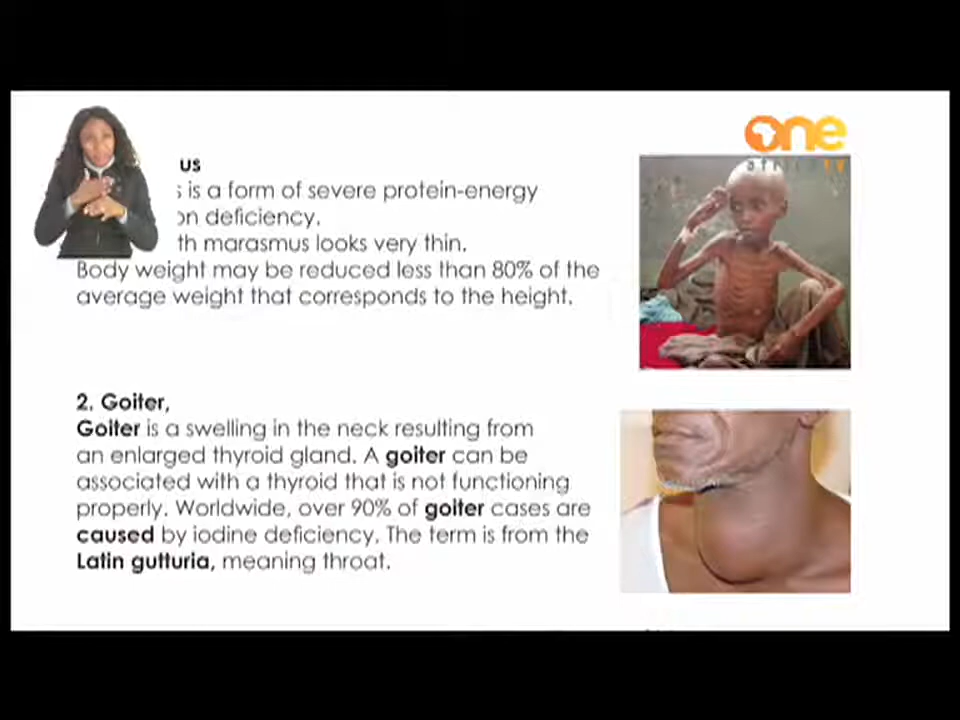 one
africa tv
us
s is a form of severe protein-energy
on deficiency.
th marasmus looks very thin.
Body weight may be reduced less than 80% of the
average weight that corresponds to the height.
2. Goiter,
Goiter is a swelling in the neck resulting from
an enlarged thyroid gland. A goiter can be
associated with a thyroid that is not functioning
properly. Worldwide, over 90% of goiter cases are
caused by iodine deficiency. The term is from the
Latin gutturia, meaning throat.